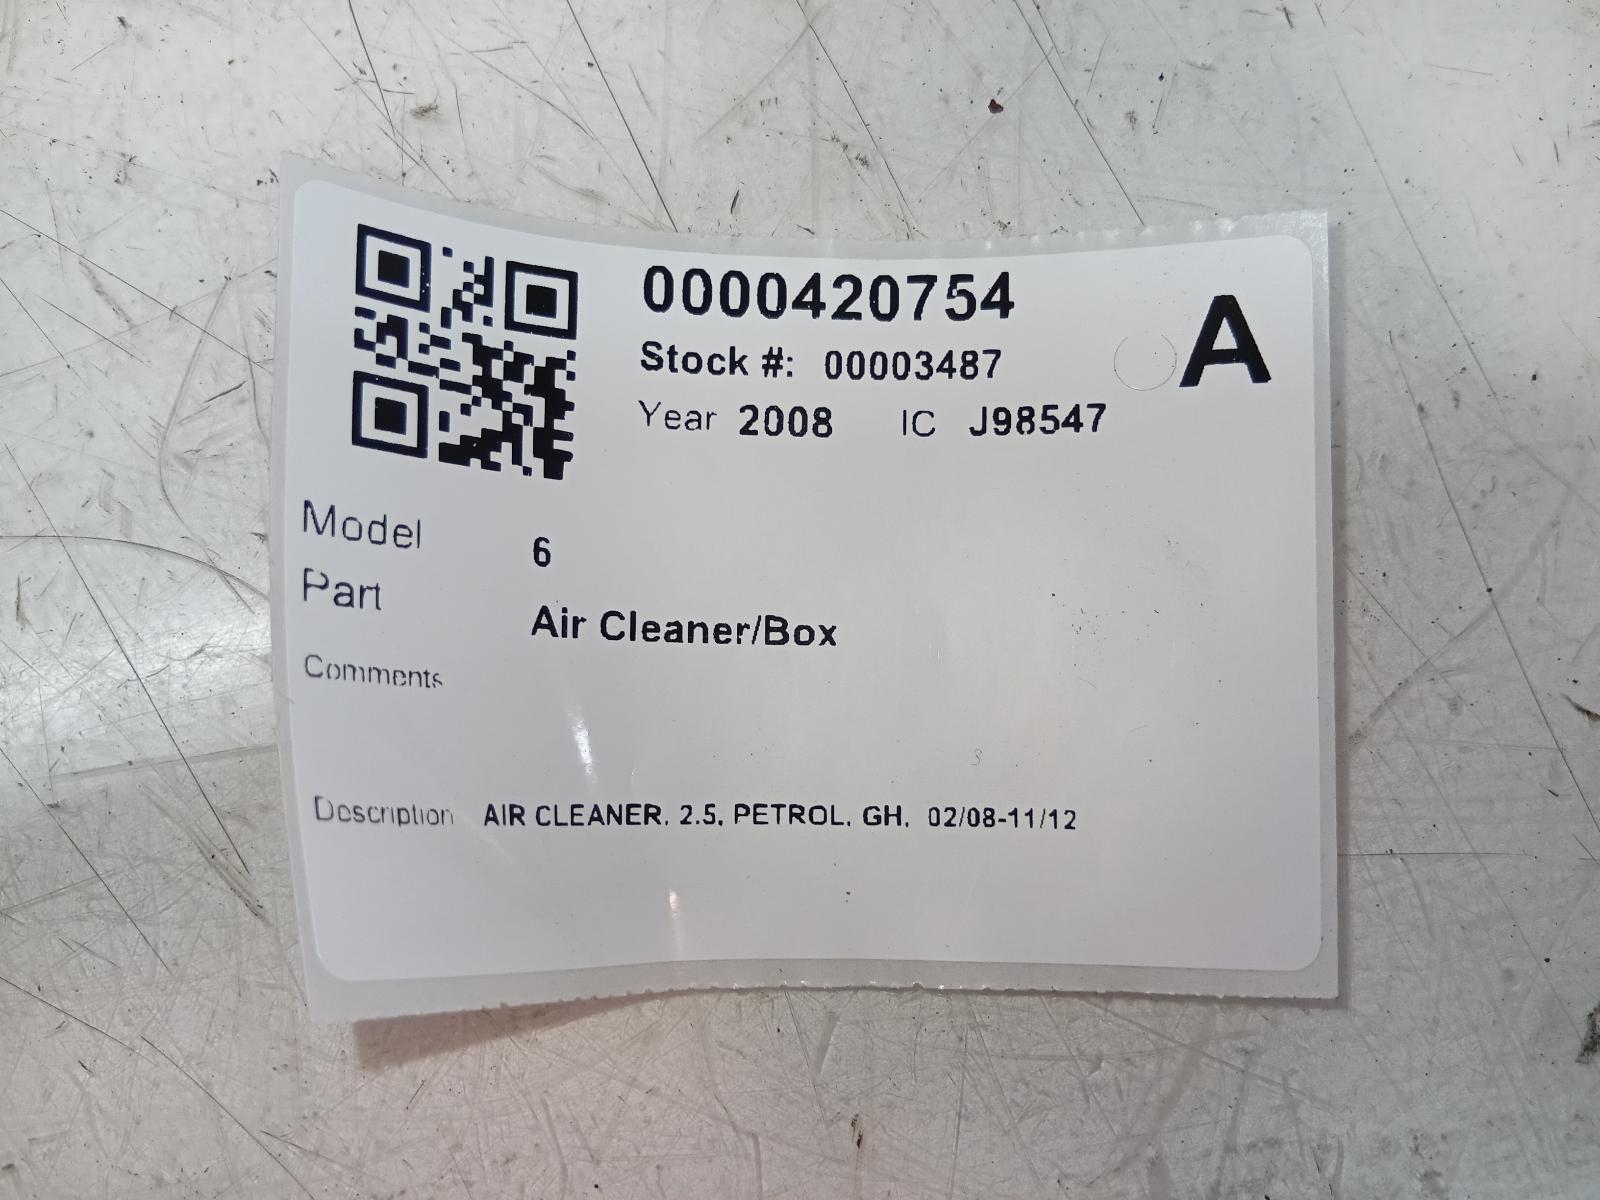 0000420754
A
Stock #: 00003487
Year 2008 IC J98547
Model 6
Part Air Cleaner/Box
Comments
Description AIR CLEANER, 2.5, PETROL, GH, 02/08-11/12